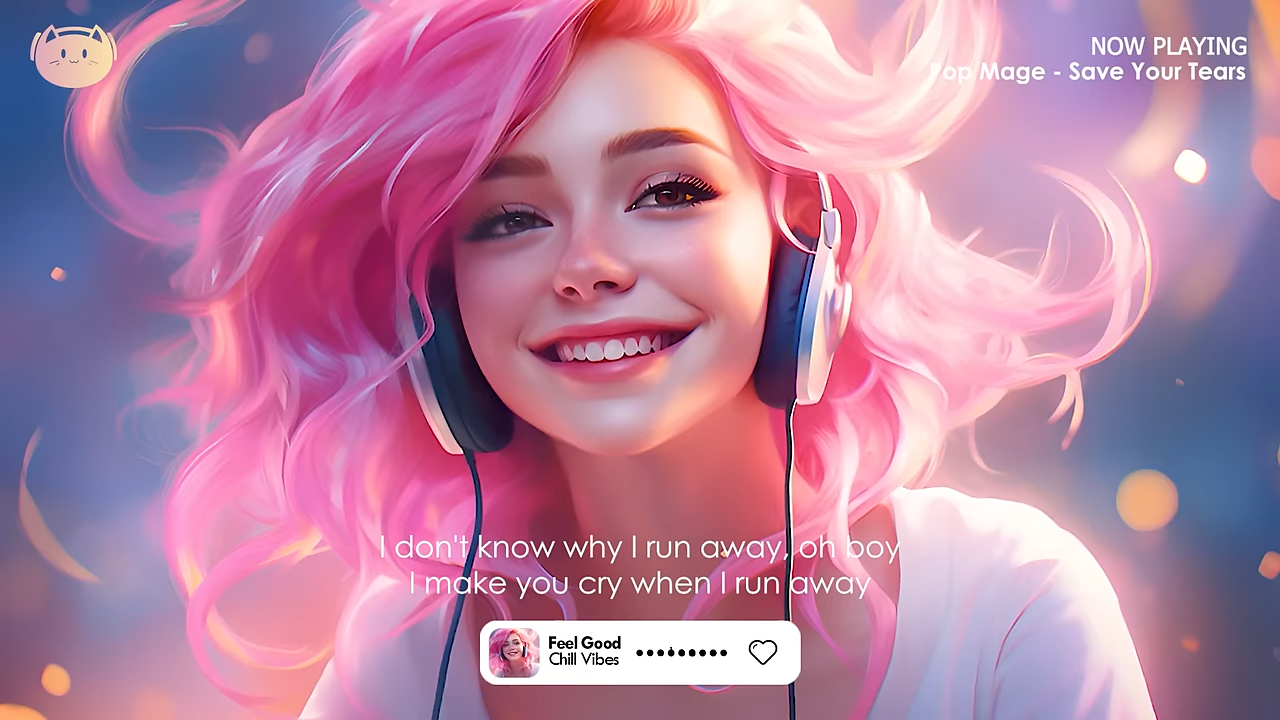 NOW PLAYING
Pop Mage - Save Your Tears
I don't know why I run away, oh boy
I make you cry when I run away
Feel Good
Chill Vibes